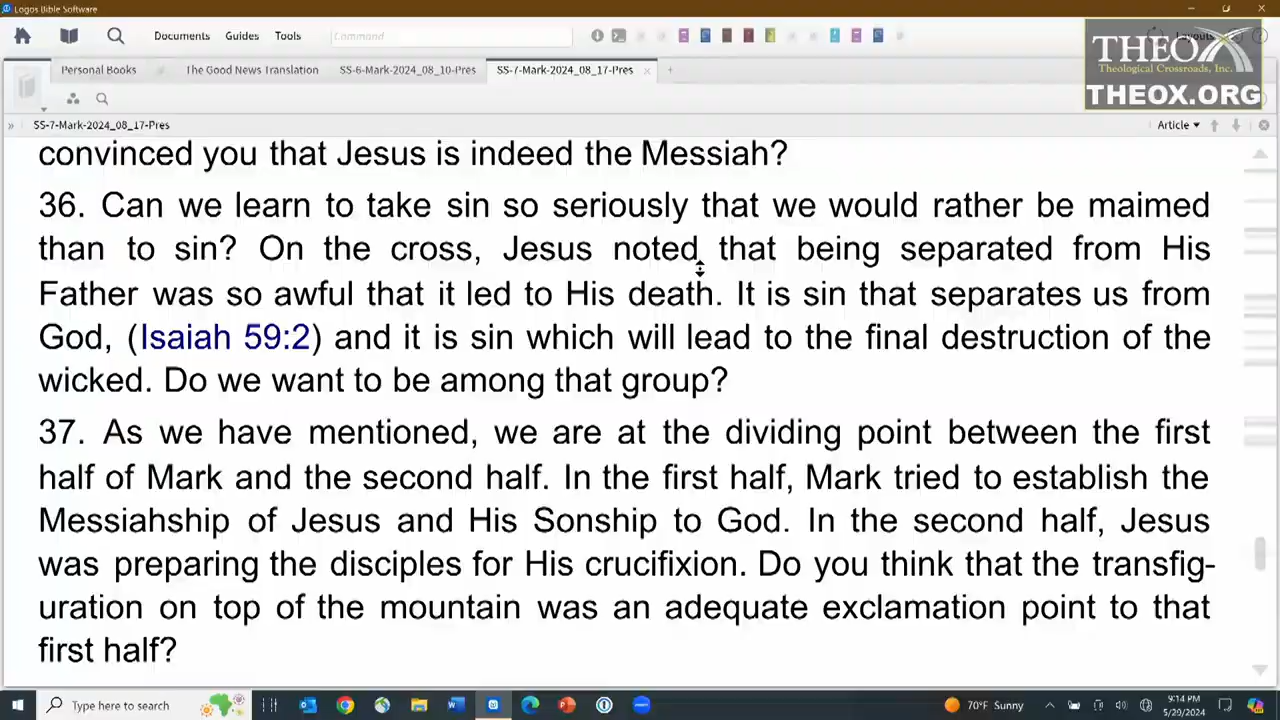 Logos Bible Software
Documents Guides Tools Command Layouts
THEOX
Theological Crossroads, Inc.
THEOX.ORG
Personal Books The Good News Translation SS-6-Mark-2024 SS-7-Mark-2024_08_17-Pres
SS-7-Mark-2024_08_17-Pres Article
convinced you that Jesus is indeed the Messiah?
36. Can we learn to take sin so seriously that we would rather be maimed
than to sin? On the cross, Jesus noted that being separated from His
Father was so awful that it led to His death. It is sin that separates us from
God, (Isaiah 59:2) and it is sin which will lead to the final destruction of the
wicked. Do we want to be among that group?
37. As we have mentioned, we are at the dividing point between the first
half of Mark and the second half. In the first half, Mark tried to establish the
Messiahship of Jesus and His Sonship to God. In the second half, Jesus
was preparing the disciples for His crucifixion. Do you think that the transfig-
uration on top of the mountain was an adequate exclamation point to that
first half?
Type here to search 70°F Sunny 9:14 PM
5/29/2024